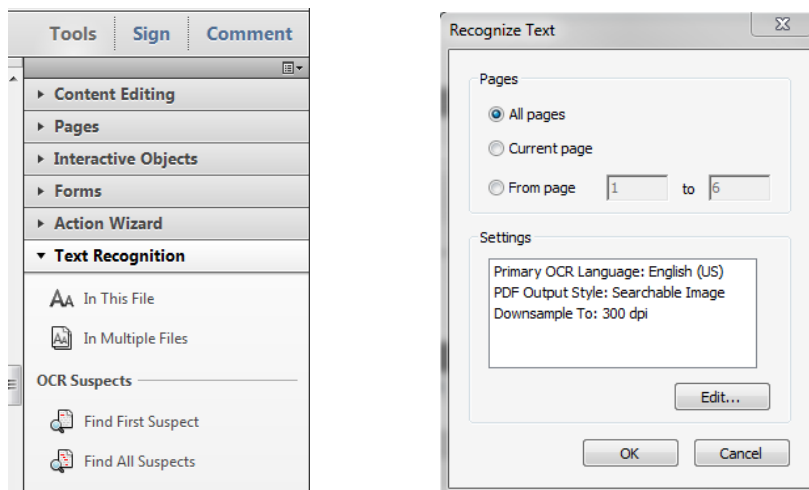 Tools Sign Comment
Content Editing
Pages
Interactive Objects
Forms
Action Wizard
Text Recognition
In This File
In Multiple Files
OCR Suspects
Find First Suspect
Find All Suspects
Recognize Text
Pages
All pages
Current page
From page 1 to 6
Settings
Primary OCR Language: English (US)
PDF Output Style: Searchable Image
Downsample To: 300 dpi
Edit...
OK Cancel